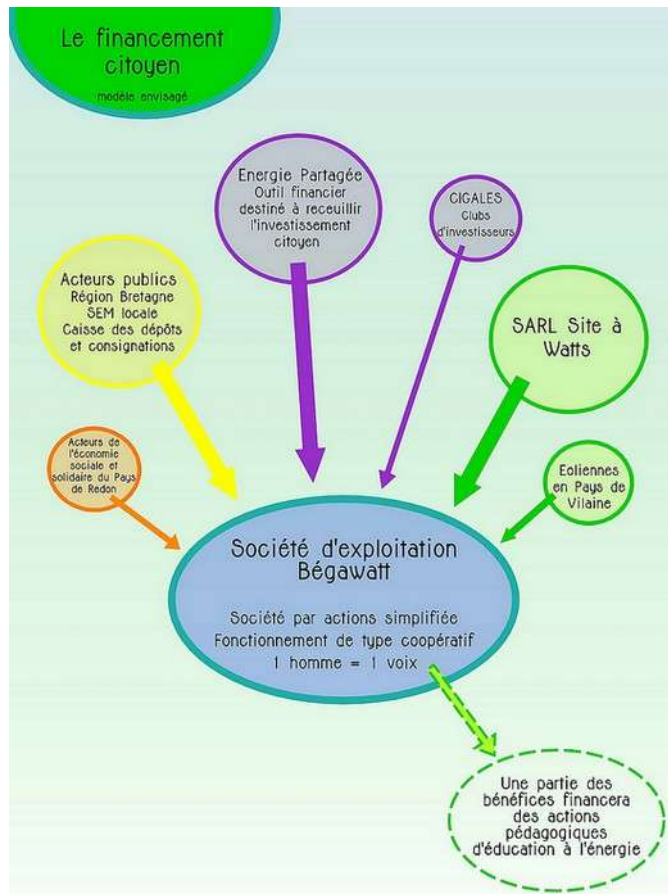 Le financement
citoyen
modèle envisagé
Energie Partagée
Outil financier
destiné à receuillir
l'investissement
citoyen
CIGALES
Clubs
d'investisseurs
Acteurs publics
Région Bretagne
SEM locale
Caisse des dépôts
et consignations
SARL Site à
Watts
Acteurs de
l'économie
sociale et
solidaire du Pays
de Redon
Eoliennes
en Pays de
Vilaine
Société d'exploitation
Bégawatt
Société par actions simplifiée
Fonctionnement de type coopératif
1 homme = 1 voix
Une partie des
bénéfices financera
des actions
pédagogiques
d'éducation à l'énergie